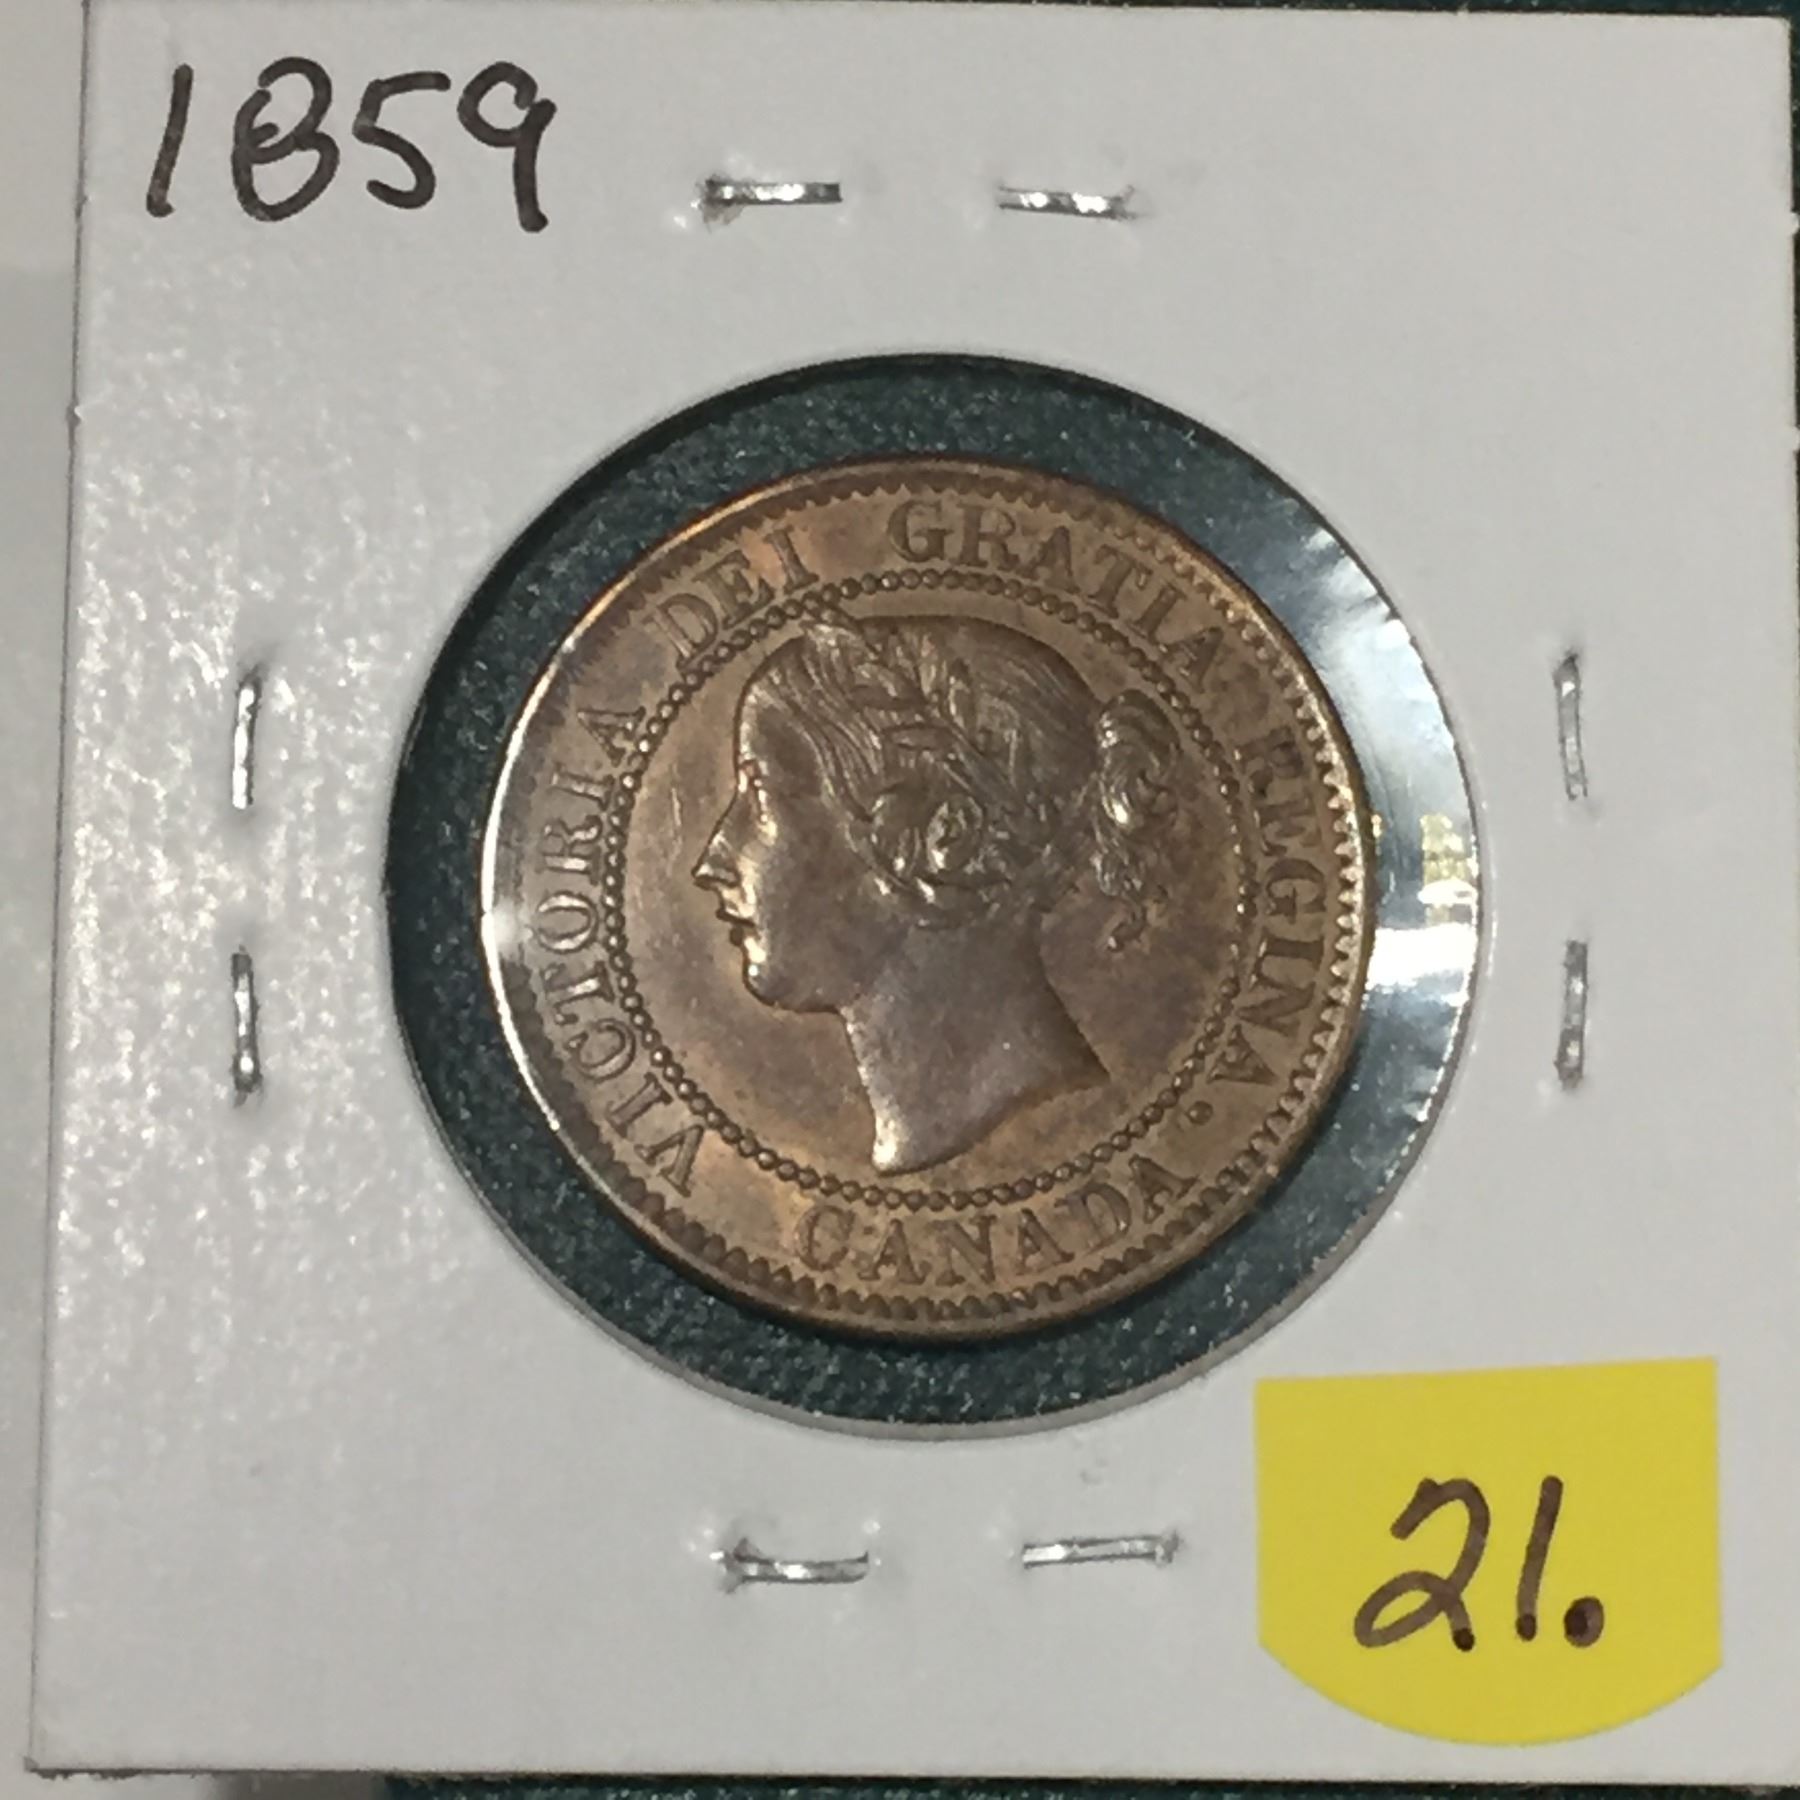 1859
VICTORIA DEI GRATIA REGINA.
CANADA
21.